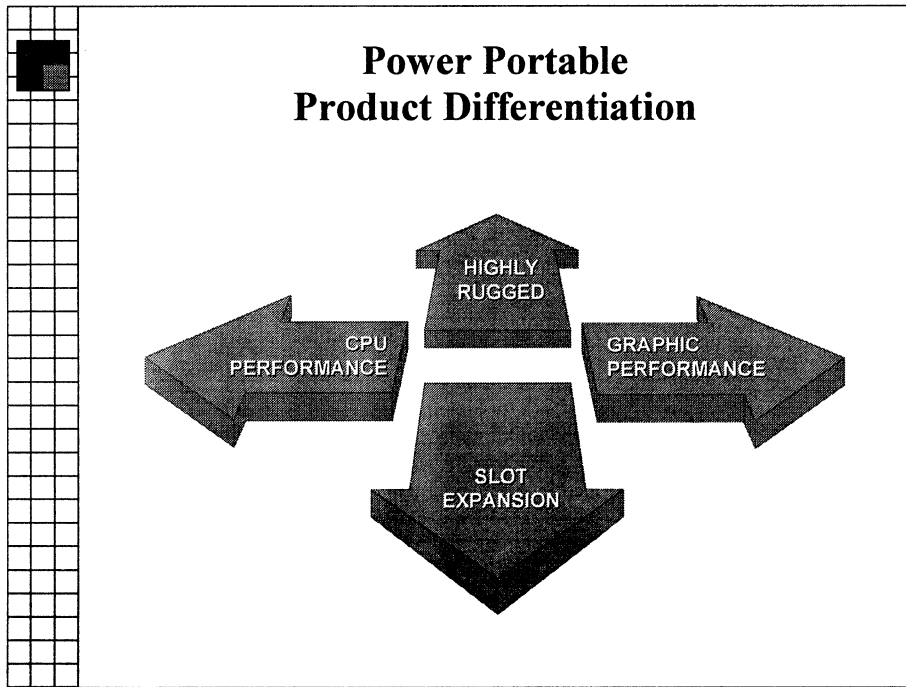 Power Portable
Product Differentiation
HIGHLY
RUGGED
CPU
PERFORMANCE
GRAPHIC
PERFORMANCE
SLOT
EXPANSION